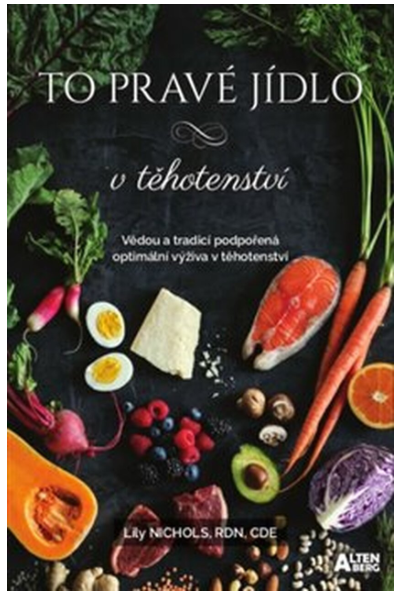 TO PRAVÉ JÍDLO
v těhotenství
Vědou a tradicí podpořená
optimální výživa v těhotenství
Lily NICHOLS, RDN, CDE
ALTEN
BERG